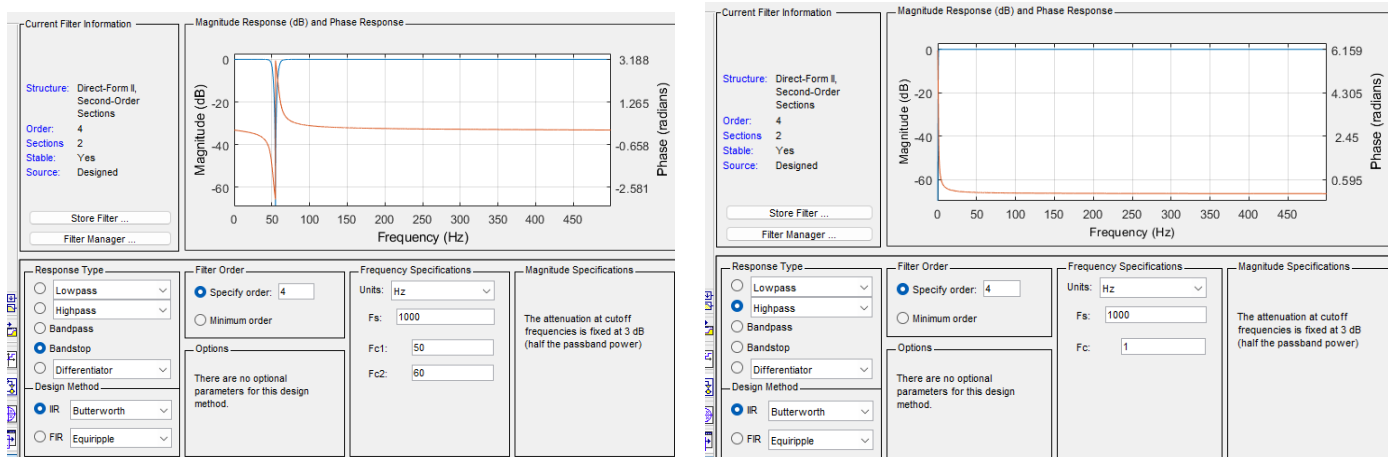 Current Filter Information
Structure: Direct-Form II,
Second-Order
Sections
Order: 4
Sections 2
Stable: Yes
Source: Designed
Store Filter ...
Filter Manager ...
Magnitude Response (dB) and Phase Response
Magnitude (dB)
0
-20
-40
-60
3.188
1.265
-0.658
-2.581
Phase (radians)
0 50 100 150 200 250 300 350 400 450
Frequency (Hz)
Response Type
Lowpass
Highpass
Bandpass
Bandstop
Differentiator
Design Method
IIR Butterworth
FIR Equiripple
Filter Order
Specify order: 4
Minimum order
Options
There are no optional
parameters for this design
method.
Frequency Specifications
Units: Hz
Fs: 1000
Fc1: 50
Fc2: 60
Magnitude Specifications
The attenuation at cutoff
frequencies is fixed at 3 dB
(half the passband power)
Current Filter Information
Structure: Direct-Form II,
Second-Order
Sections
Order: 4
Sections 2
Stable: Yes
Source: Designed
Store Filter ...
Filter Manager ...
Magnitude Response (dB) and Phase Response
Magnitude (dB)
0
-20
-40
-60
6.159
4.305
2.45
0.595
Phase (radians)
0 50 100 150 200 250 300 350 400 450
Frequency (Hz)
Response Type
Lowpass
Highpass
Bandpass
Bandstop
Differentiator
Design Method
IIR Butterworth
FIR Equiripple
Filter Order
Specify order: 4
Minimum order
Options
There are no optional
parameters for this design
method.
Frequency Specifications
Units: Hz
Fs: 1000
Fc: 1
Magnitude Specifications
The attenuation at cutoff
frequencies is fixed at 3 dB
(half the passband power)